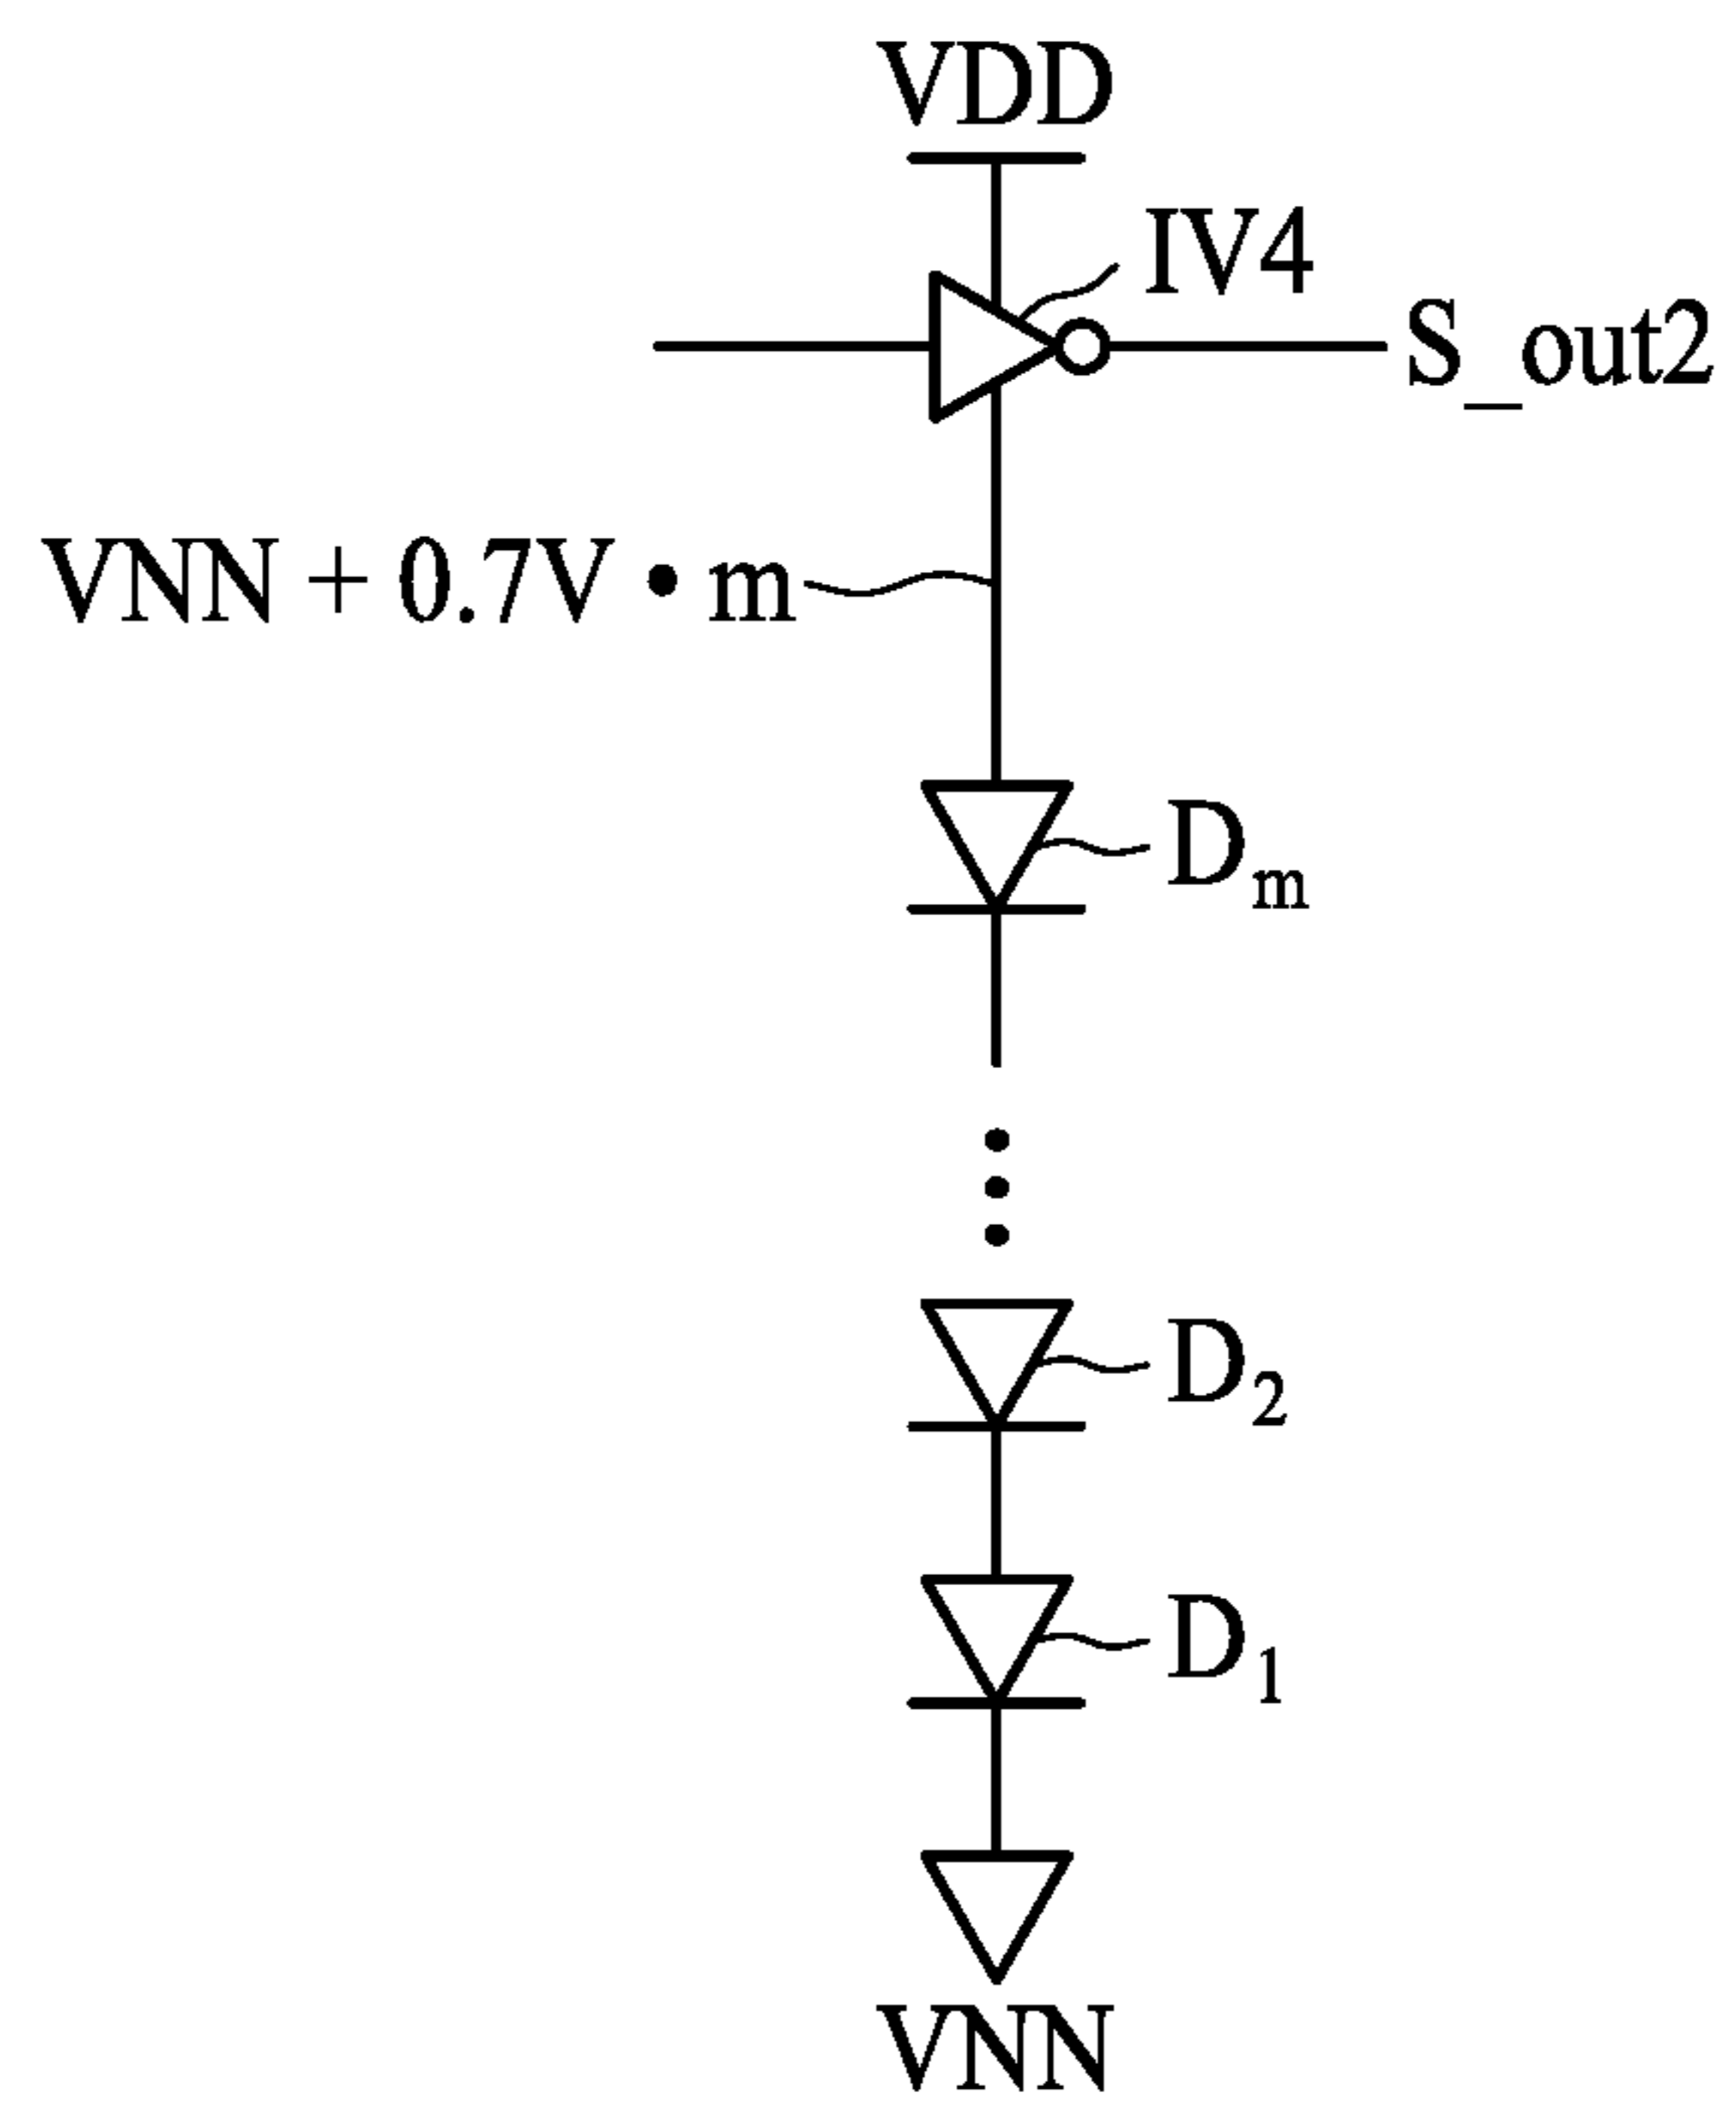 VDD
IV4
S_out2
VNN + 0.7V • m
Dm
D2
D1
VNN